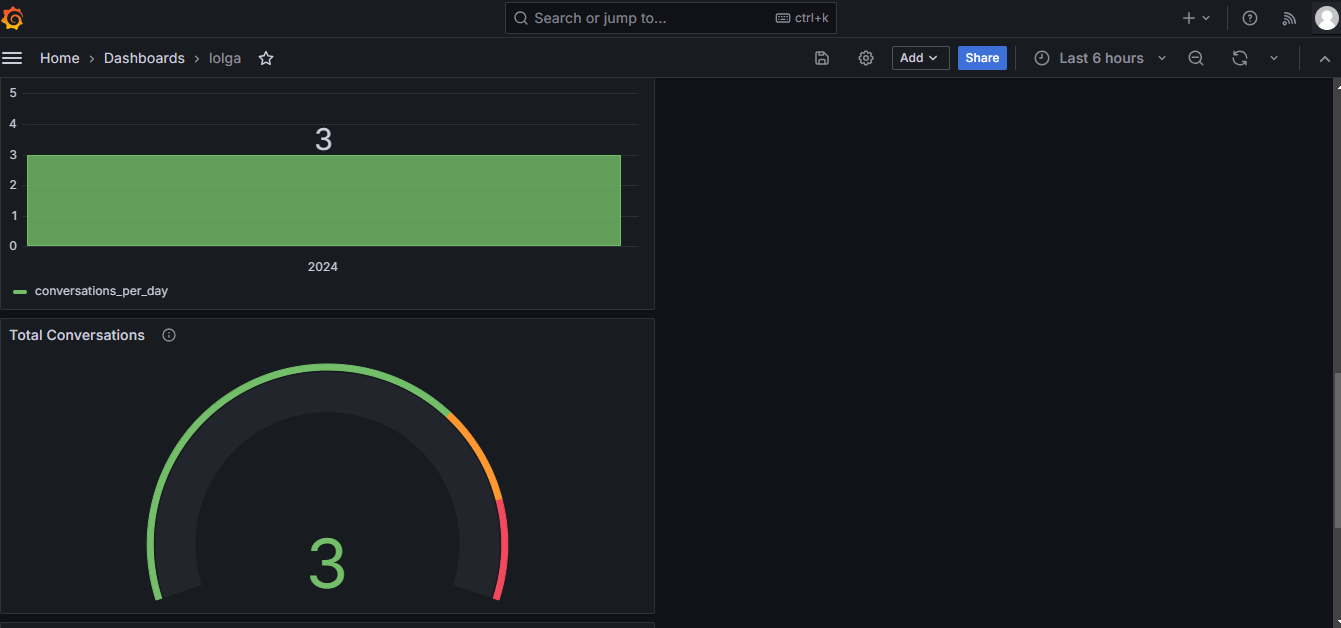 Search or jump to... ctrl+k
Home › Dashboards › lolga
Add
Share
Last 6 hours
5
4
3
2
1
0
3
2024
conversations_per_day
Total Conversations
3